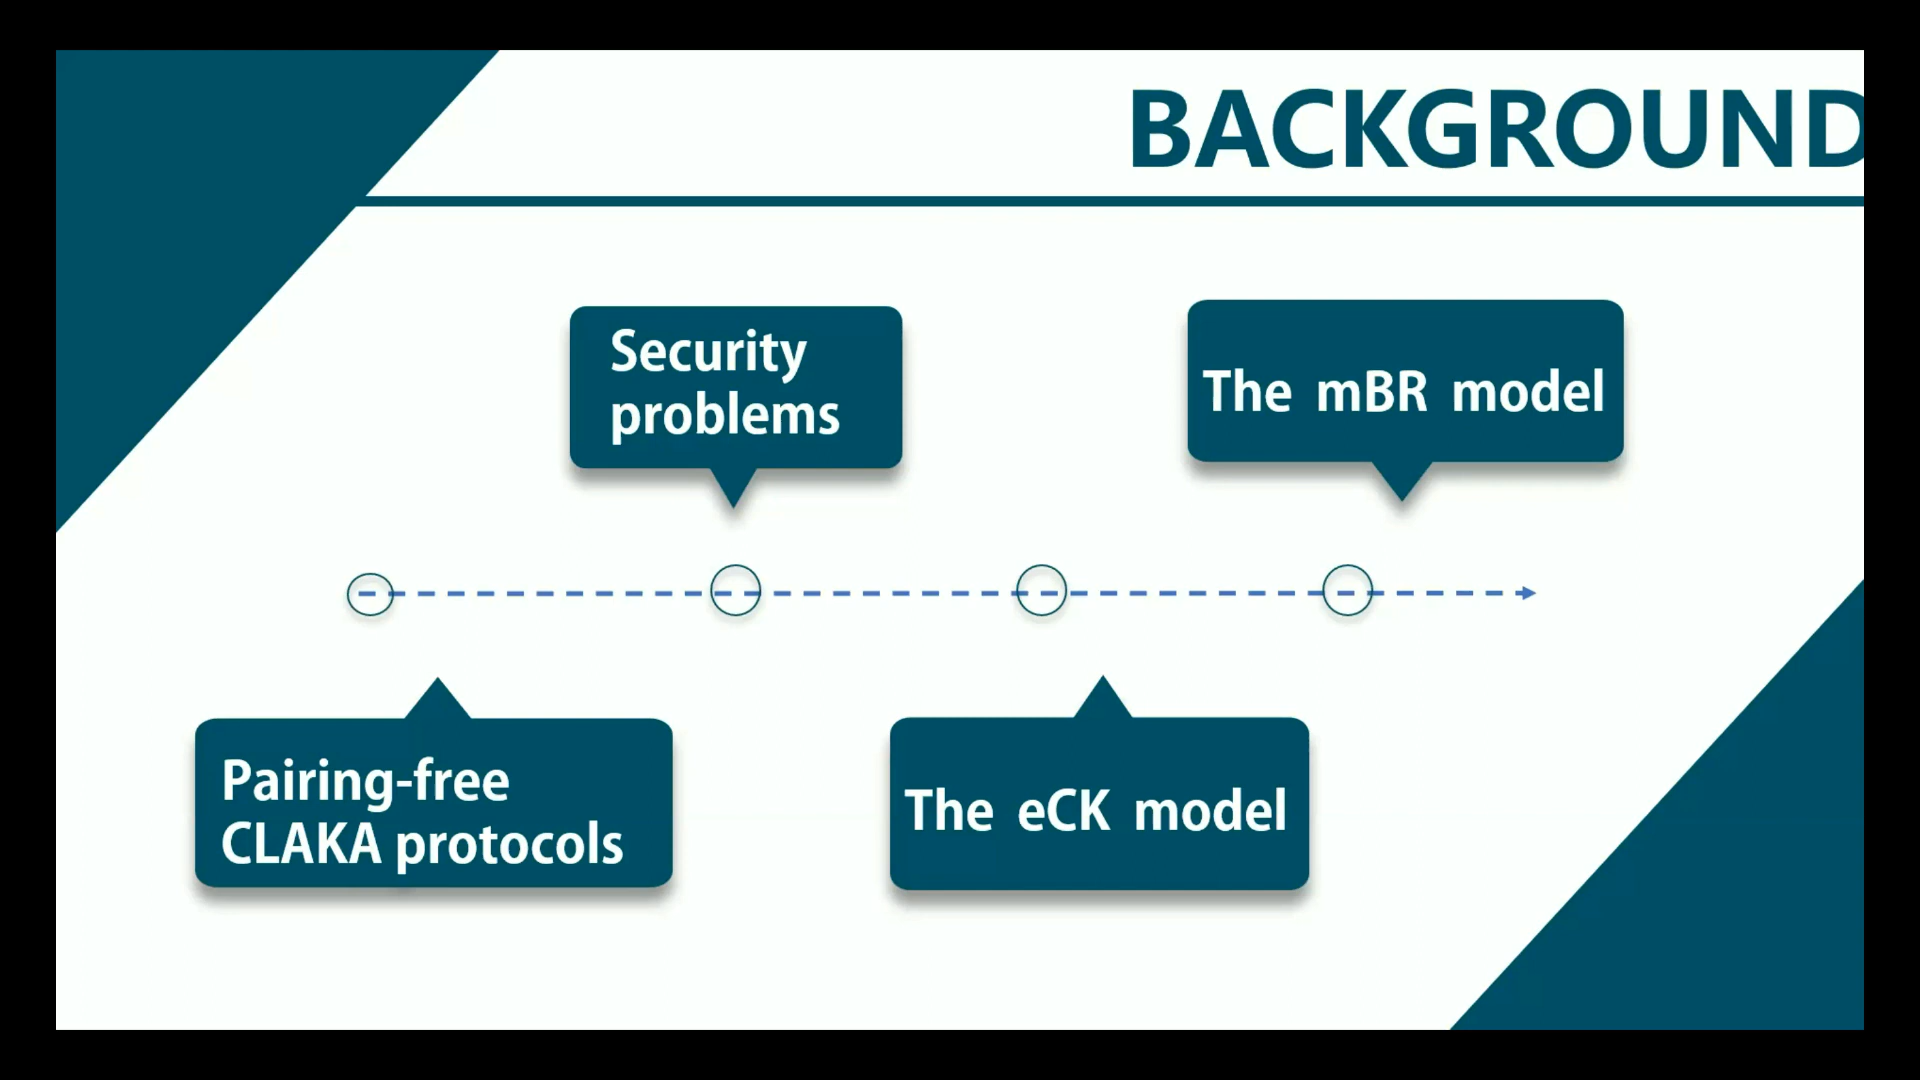 BACKGROUND
Security
problems
The mBR model
Pairing-free
CLAKA protocols
The eCK model